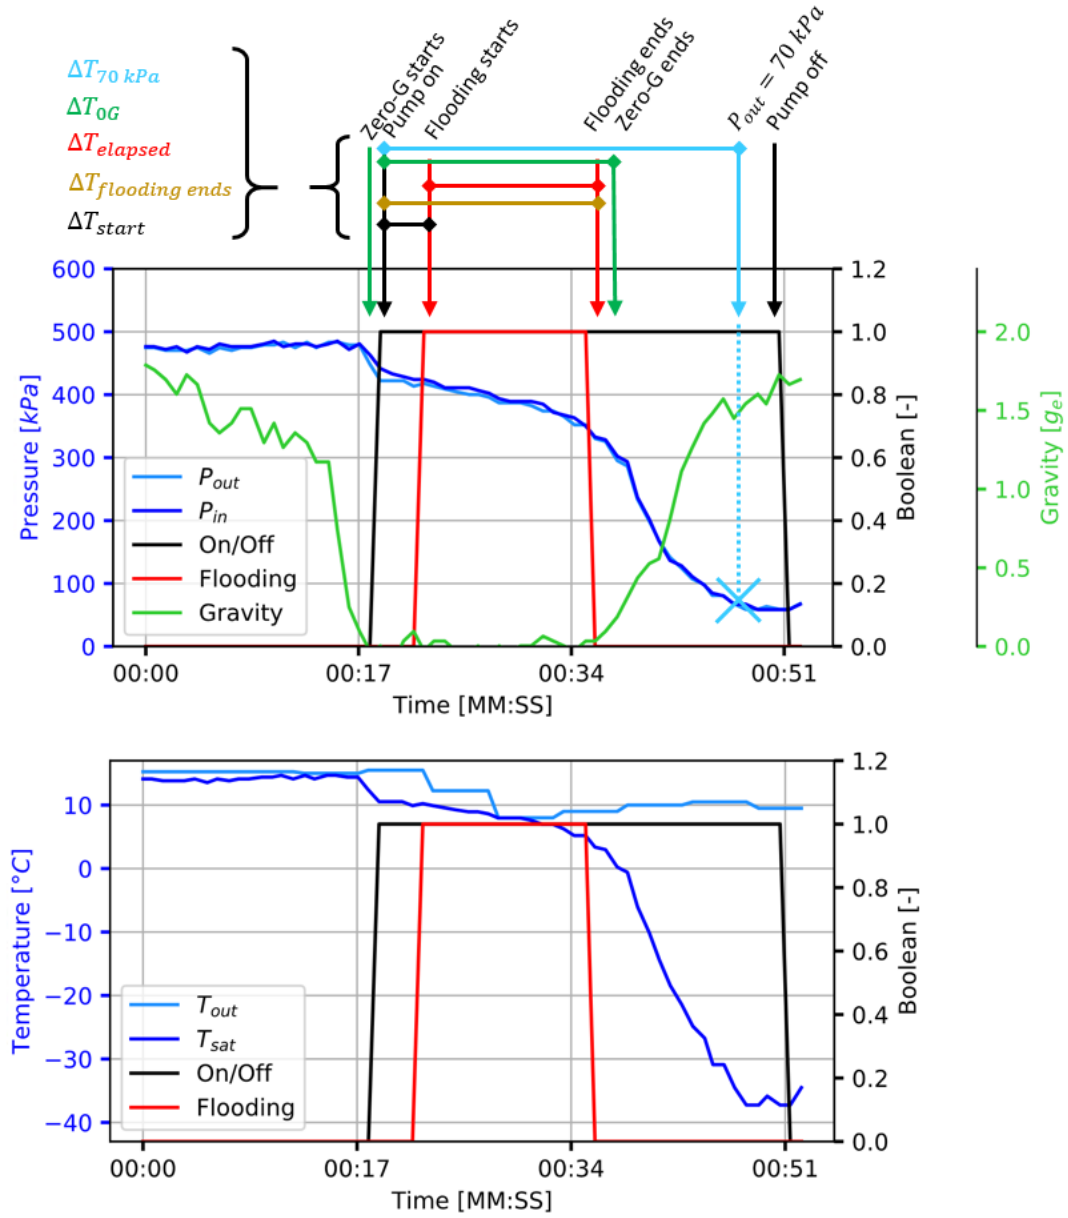 ΔT70 kPa
ΔT0G
ΔTelapsed
ΔTflooding ends
ΔTstart
Zero-G starts
Pump on
Flooding starts
Flooding ends
Zero-G ends
Pout = 70 kPa
Pump off
600
500
400
300
200
100
0
Pressure [kPa]
1.2
1.0
0.8
0.6
0.4
0.2
0.0
Boolean [-]
2.0
1.5
1.0
0.5
0.0
Gravity [ge]
Pout
Pin
On/Off
Flooding
Gravity
00:00
00:17
00:34
00:51
Time [MM:SS]
10
0
−10
−20
−30
−40
Temperature [°C]
1.2
1.0
0.8
0.6
0.4
0.2
0.0
Boolean [-]
Tout
Tsat
On/Off
Flooding
00:00
00:17
00:34
00:51
Time [MM:SS]